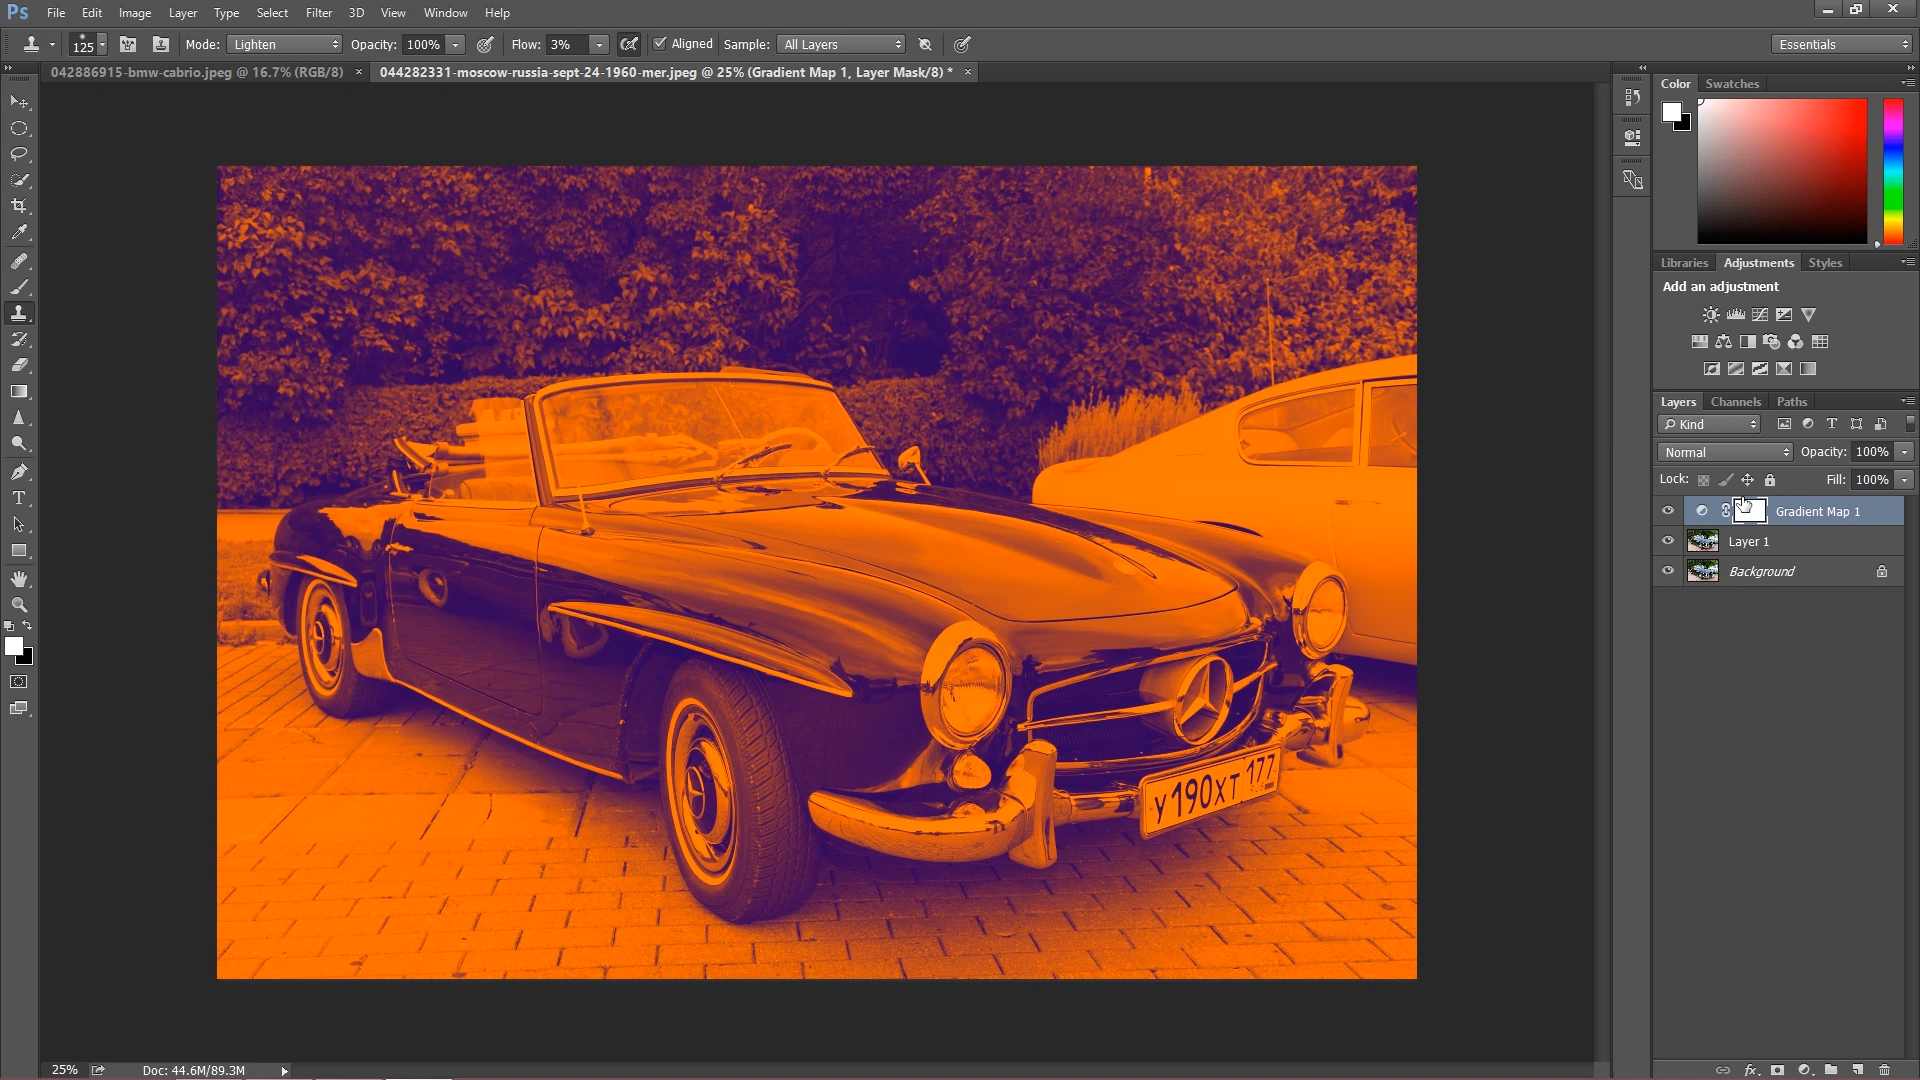 Ps File Edit Image Layer Type Select Filter 3D View Window Help
125 Mode: Lighten Opacity: 100% Flow: 3% Aligned Sample: All Layers Essentials
042886915-bmw-cabrio.jpeg @ 16.7% (RGB/8) × 044282331-moscow-russia-sept-24-1960-mer.jpeg @ 25% (Gradient Map 1, Layer Mask/8) * ×
Color Swatches
Libraries Adjustments Styles
Add an adjustment
Layers Channels Paths
Kind
Normal Opacity: 100%
Lock: Fill: 100%
Gradient Map 1
Layer 1
Background
У190ХТ 177
RUS
25% Doc: 44.6M/89.3M